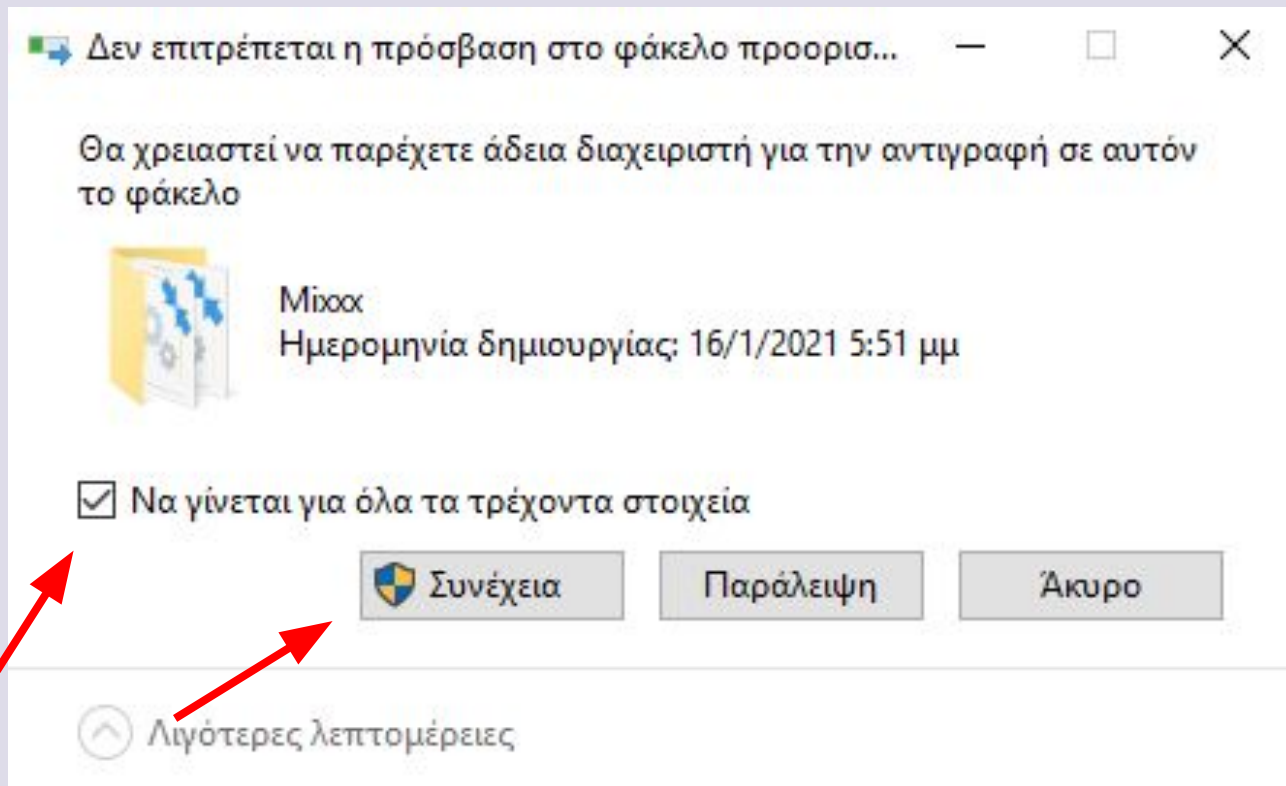 Δεν επιτρέπεται η πρόσβαση στο φάκελο προορισ...
Θα χρειαστεί να παρέχετε άδεια διαχειριστή για την αντιγραφή σε αυτόν
το φάκελο
Mixxx
Ημερομηνία δημιουργίας: 16/1/2021 5:51 μμ
Να γίνεται για όλα τα τρέχοντα στοιχεία
Συνέχεια Παράλειψη Άκυρο
Λιγότερες λεπτομέρειες